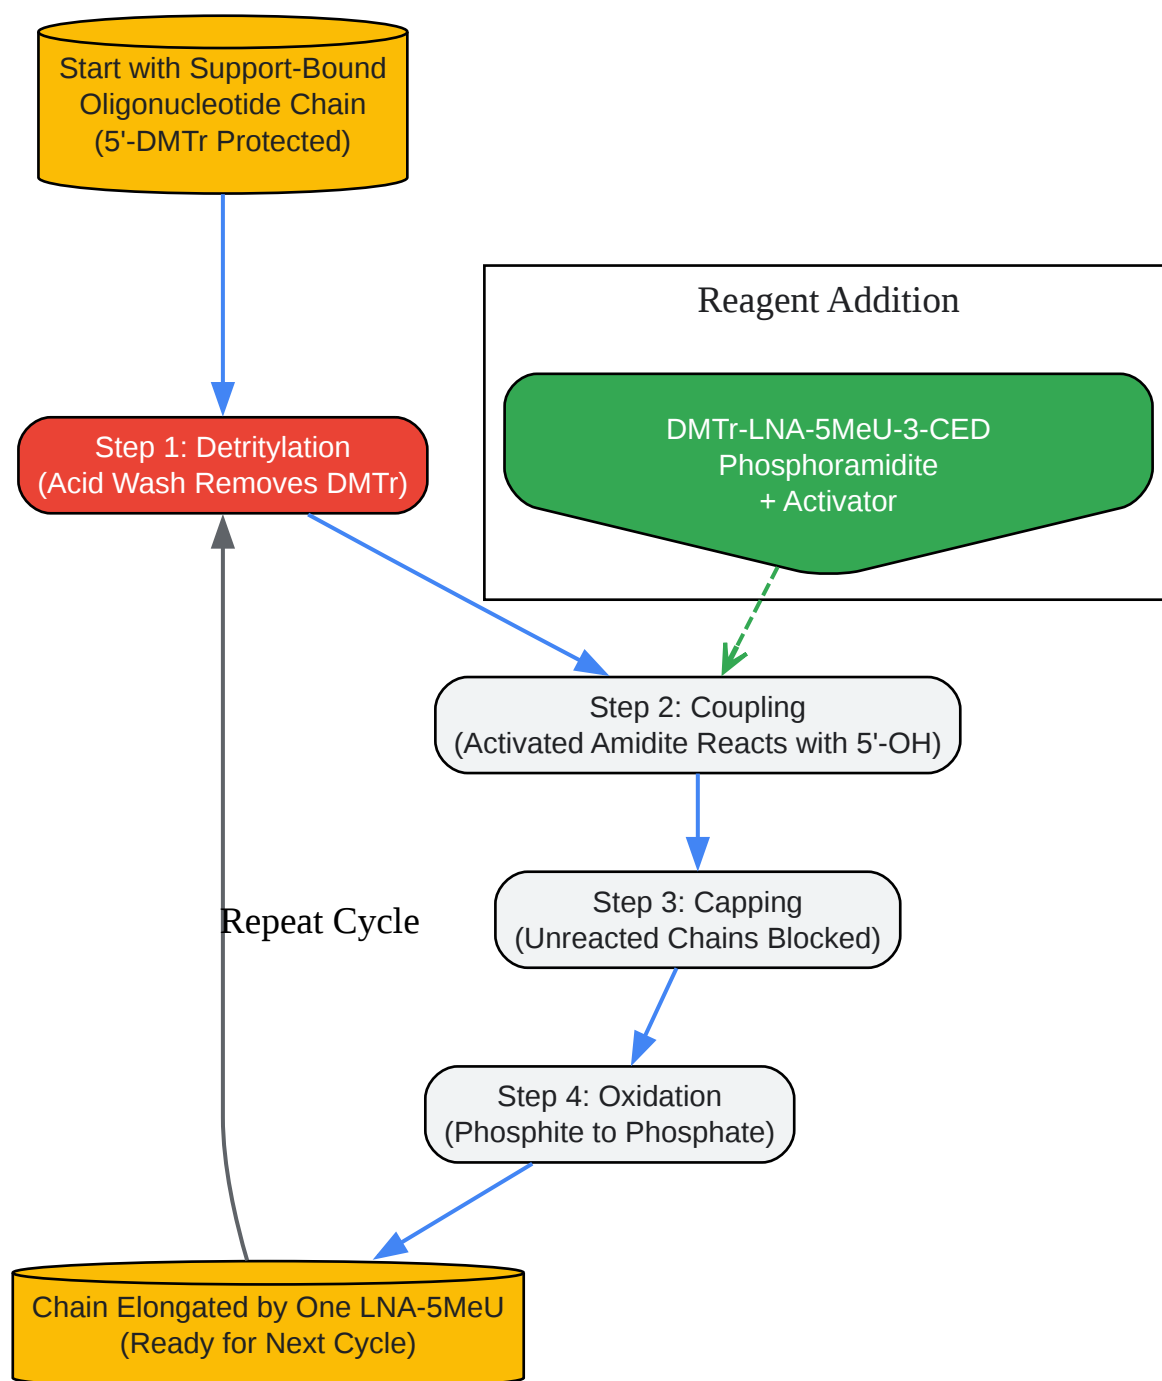 Start with Support-Bound
Oligonucleotide Chain
(5'-DMTr Protected)
Reagent Addition
DMTr-LNA-5MeU-3-CED
Phosphoramidite
+ Activator
Step 1: Detritylation
(Acid Wash Removes DMTr)
Step 2: Coupling
(Activated Amidite Reacts with 5'-OH)
Step 3: Capping
(Unreacted Chains Blocked)
Repeat Cycle
Step 4: Oxidation
(Phosphite to Phosphate)
Chain Elongated by One LNA-5MeU
(Ready for Next Cycle)